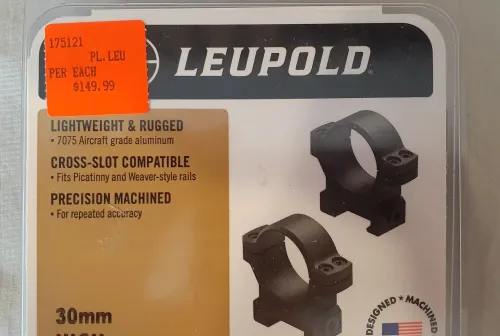 175121
PL.LEU
PER EACH
$149.99
LEUPOLD
LIGHTWEIGHT & RUGGED
• 7075 Aircraft grade aluminum
CROSS-SLOT COMPATIBLE
• Fits Picatinny and Weaver-style rails
PRECISION MACHINED
• For repeated accuracy
30mm
HIGH
DESIGNED ★ MACHINED